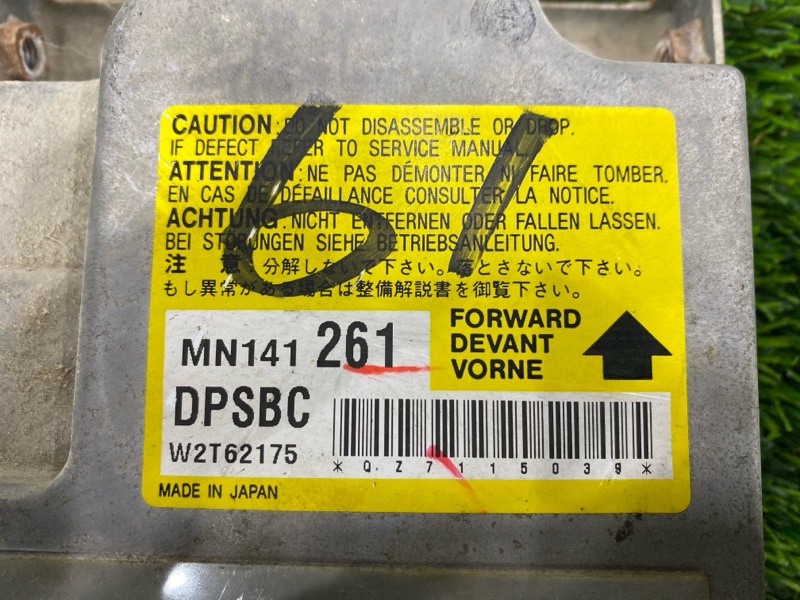 CAUTION : DO NOT DISASSEMBLE OR DROP.
IF DEFECT REFER TO SERVICE MANUAL.
ATTENTION : NE PAS DÉMONTER NI FAIRE TOMBER.
EN CAS DE DÉFAILLANCE CONSULTER LA NOTICE.
ACHTUNG : NICHT ENTFERNEN ODER FALLEN LASSEN.
BEI STÖRUNGEN SIEHE BETRIEBSANLEITUNG.
注 意 : 分解しないで下さい。落とさないで下さい。
もし異常がある場合は整備解説書を御覧下さい。
61
MN141 261
FORWARD
DEVANT
VORNE
DPSBC
W2T62175
*QZ7115039*
MADE IN JAPAN